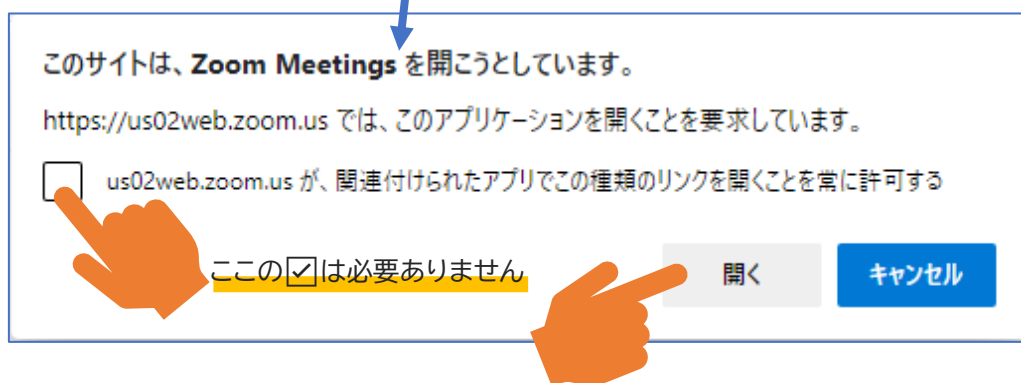 このサイトは、Zoom Meetings を開こうとしています。
https://us02web.zoom.us では、このアプリケーションを開くことを要求しています。
us02web.zoom.us が、関連付けられたアプリでこの種類のリンクを開くことを常に許可する
ここの☑は必要ありません
開く
キャンセル